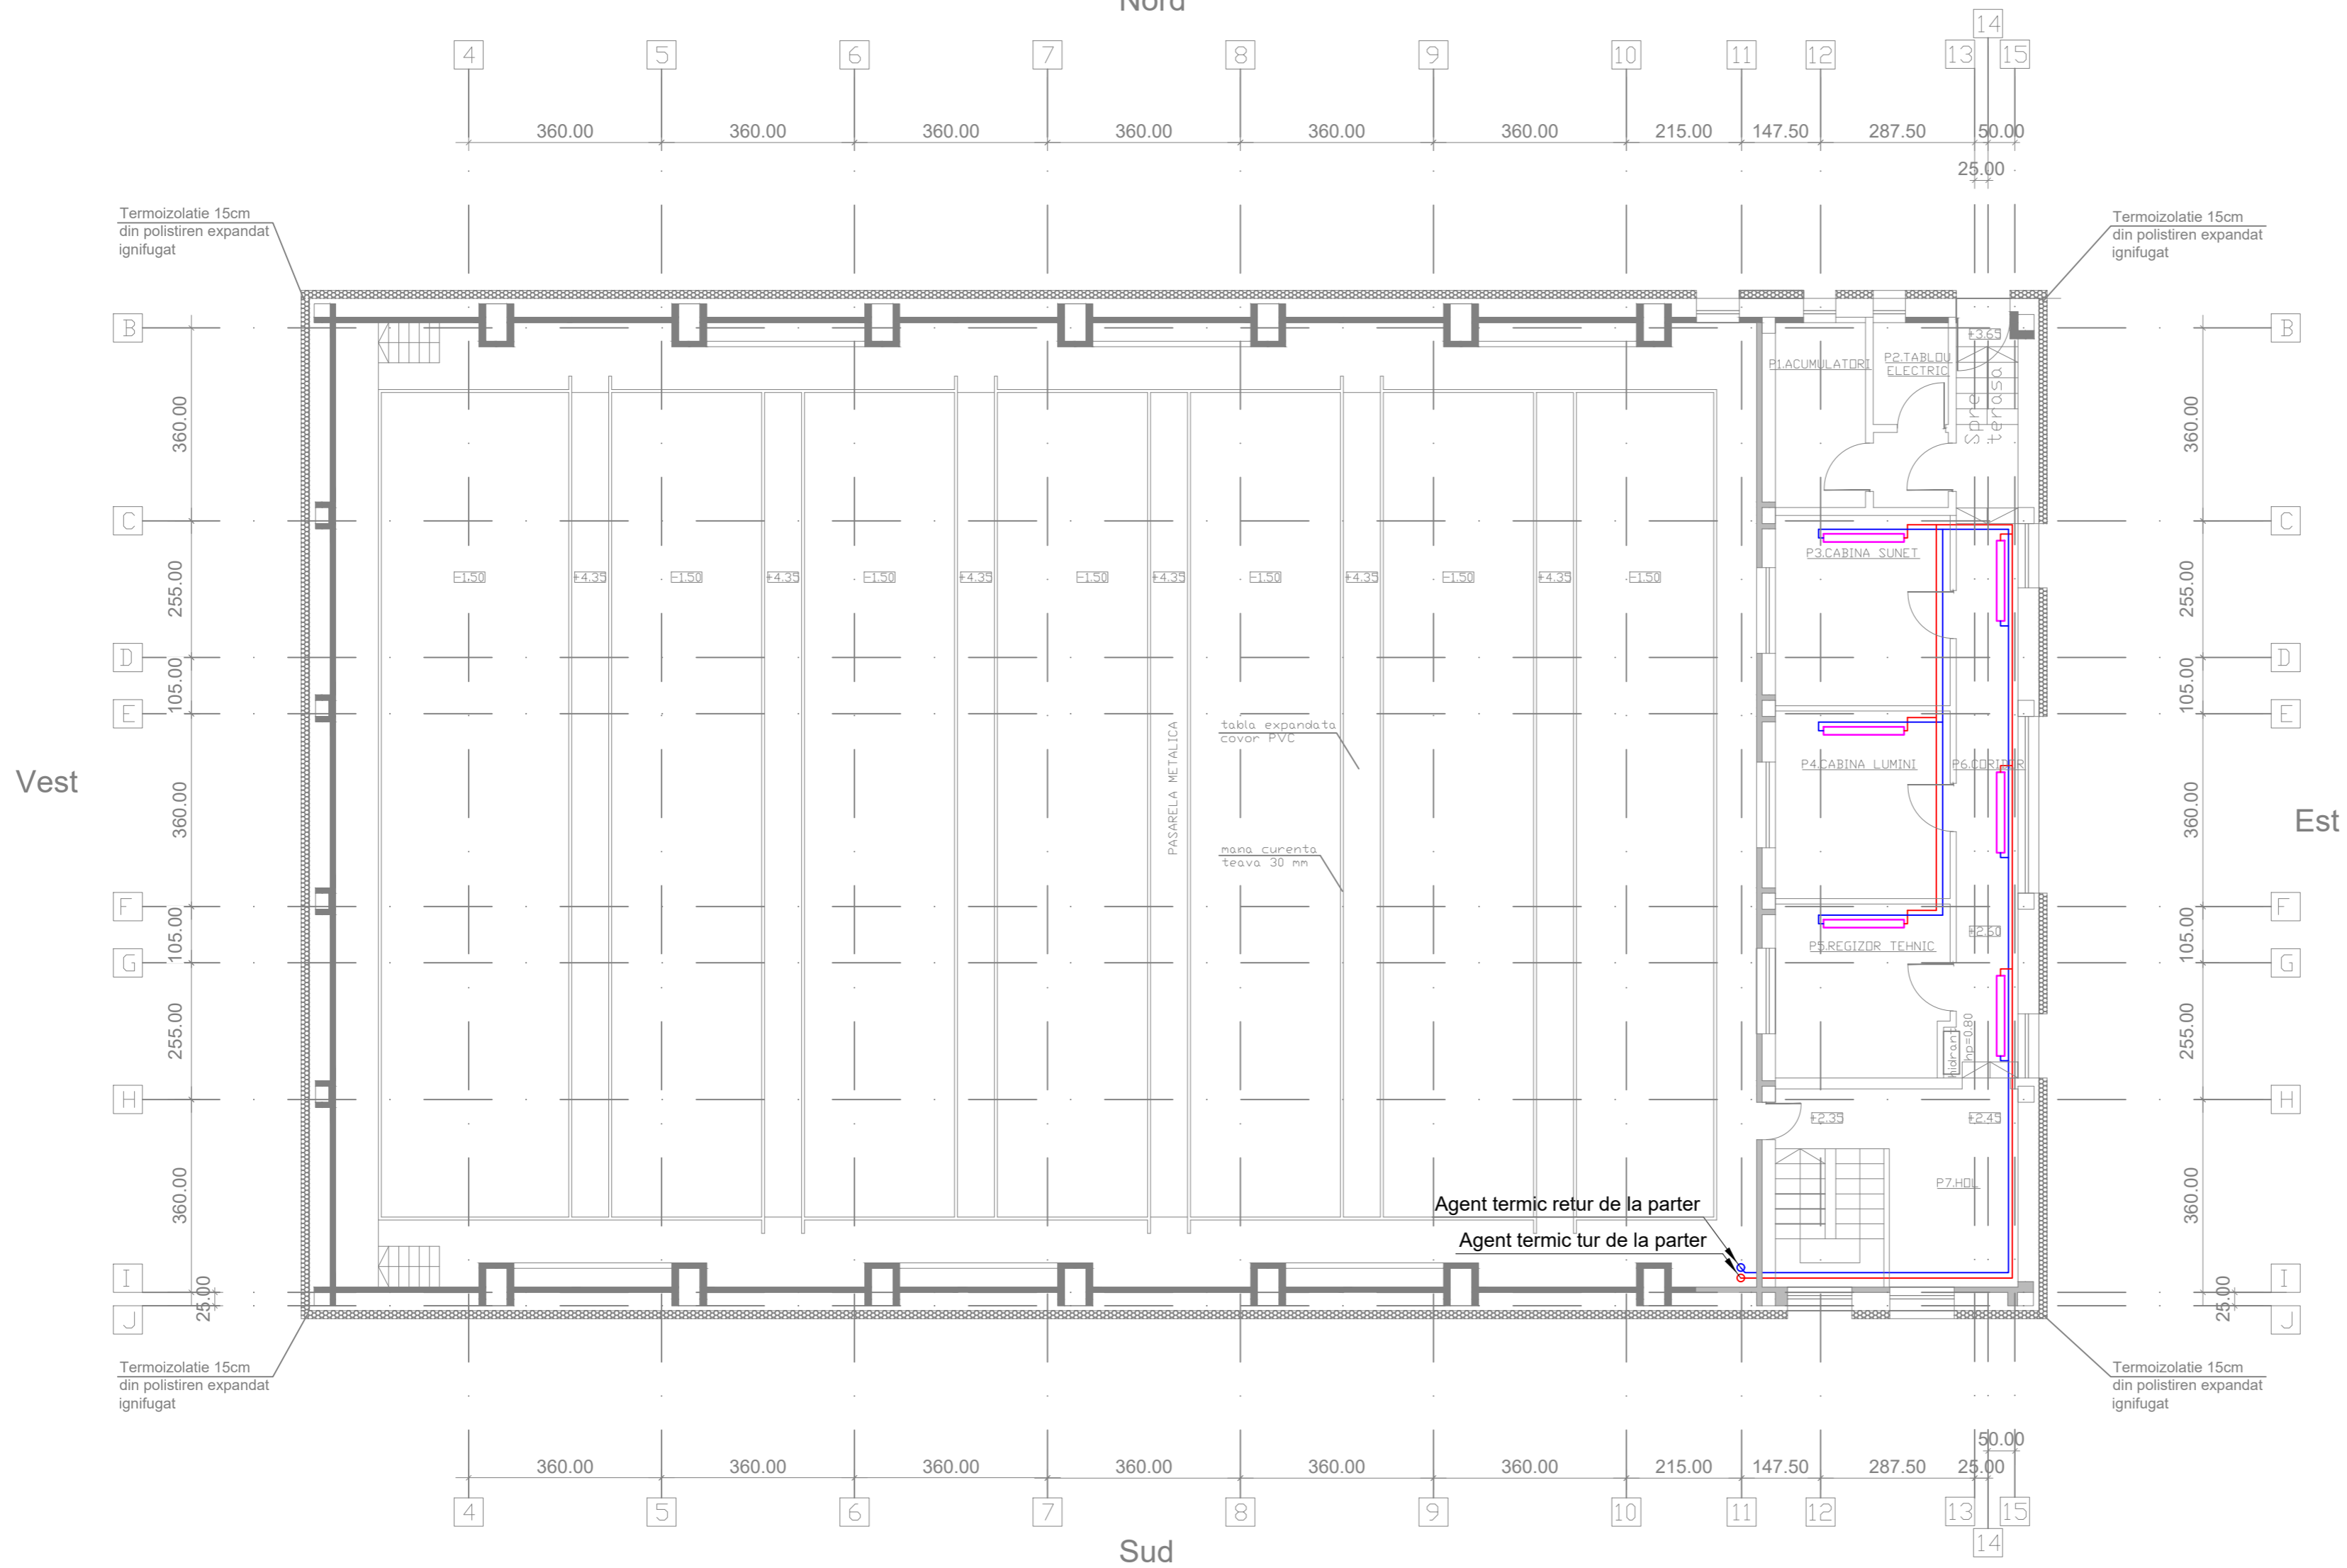 Nord
14
4 5 6 7 8 9 10 11 12 13 15
360.00 360.00 360.00 360.00 360.00 360.00 215.00 147.50 287.50 50.00
25.00
Termoizolatie 15cm
din polistiren expandat
ignifugat
Termoizolatie 15cm
din polistiren expandat
ignifugat
B
B
+3.65
P1.ACUMULATORI
P2.TABLOU
ELECTRIC
Spre
terasa
360.00
360.00
C
C
P3.CABINA SUNET
-1.50 +4.35 -1.50 +4.35 -1.50 +4.35 -1.50 +4.35 -1.50 +4.35 -1.50 +4.35 -1.50
255.00
255.00
D
D
105.00
105.00
E
E
tabla expandata
covor PVC
PASARELA METALICA
P4.CABINA LUMINI
P6.CORIDOR
Vest
Est
360.00
360.00
mana curenta
teava 30 mm
F
F
+2.60
P5.REGIZOR TEHNIC
105.00
105.00
G
G
255.00
255.00
hidrant
hp=0.80
H
H
+2.35
+2.45
P7.HOL
360.00
360.00
Agent termic retur de la parter
Agent termic tur de la parter
I
I
25.00
25.00
J
J
Termoizolatie 15cm
din polistiren expandat
ignifugat
Termoizolatie 15cm
din polistiren expandat
ignifugat
50.00
360.00 360.00 360.00 360.00 360.00 360.00 215.00 147.50 287.50 25.00
4 5 6 7 8 9 10 11 12 13 15
14
Sud